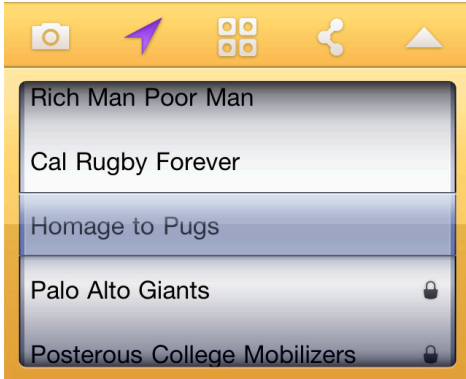 Rich Man Poor Man
Cal Rugby Forever
Homage to Pugs
Palo Alto Giants
Posterous College Mobilizers